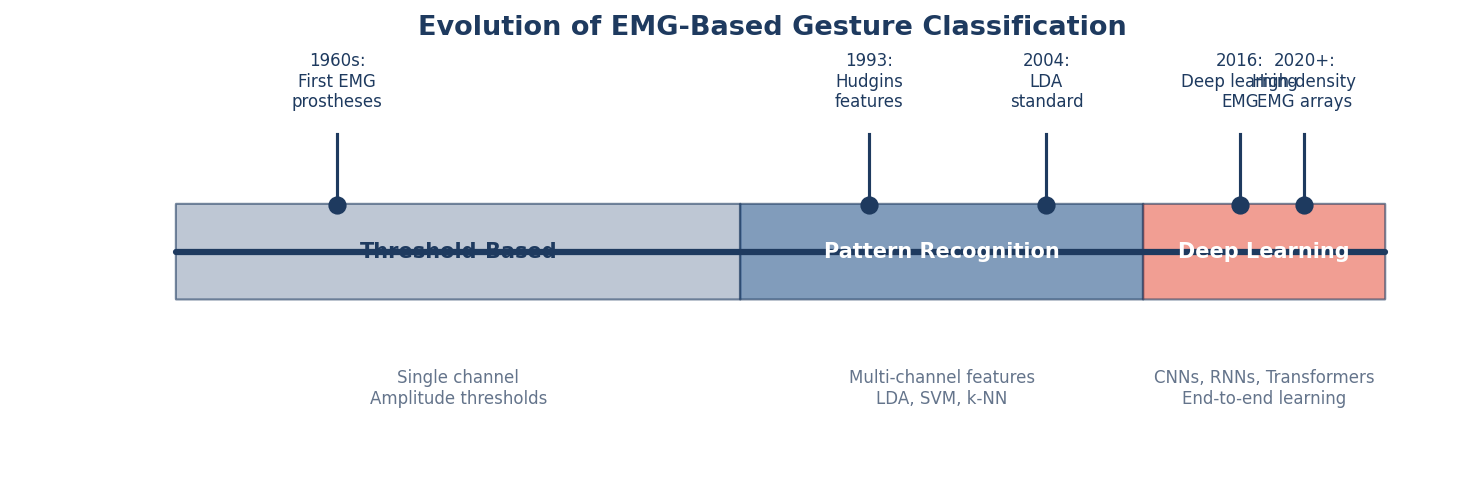 Evolution of EMG-Based Gesture Classification
1960s:
First EMG
prostheses
1993:
Hudgins
features
2004:
LDA
standard
2016:
Deep learning
EMG
2020+:
High-density
EMG arrays
Threshold-Based
Pattern Recognition
Deep Learning
Single channel
Amplitude thresholds
Multi-channel features
LDA, SVM, k-NN
CNNs, RNNs, Transformers
End-to-end learning